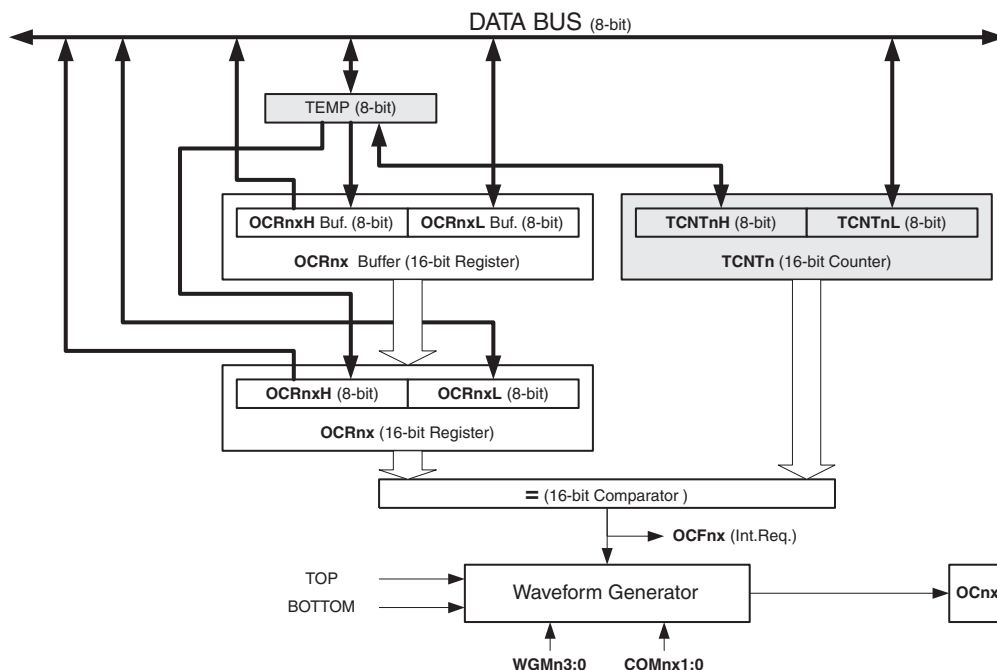 DATA BUS (8-bit)
TEMP (8-bit)
OCRnxH Buf. (8-bit) OCRnxL Buf. (8-bit)
OCRnx Buffer (16-bit Register)
TCNTnH (8-bit) TCNTnL (8-bit)
TCNTn (16-bit Counter)
OCRnxH (8-bit) OCRnxL (8-bit)
OCRnx (16-bit Register)
= (16-bit Comparator )
OCFnx (Int.Req.)
TOP
BOTTOM
Waveform Generator
OCnx
WGMn3:0 COMnx1:0